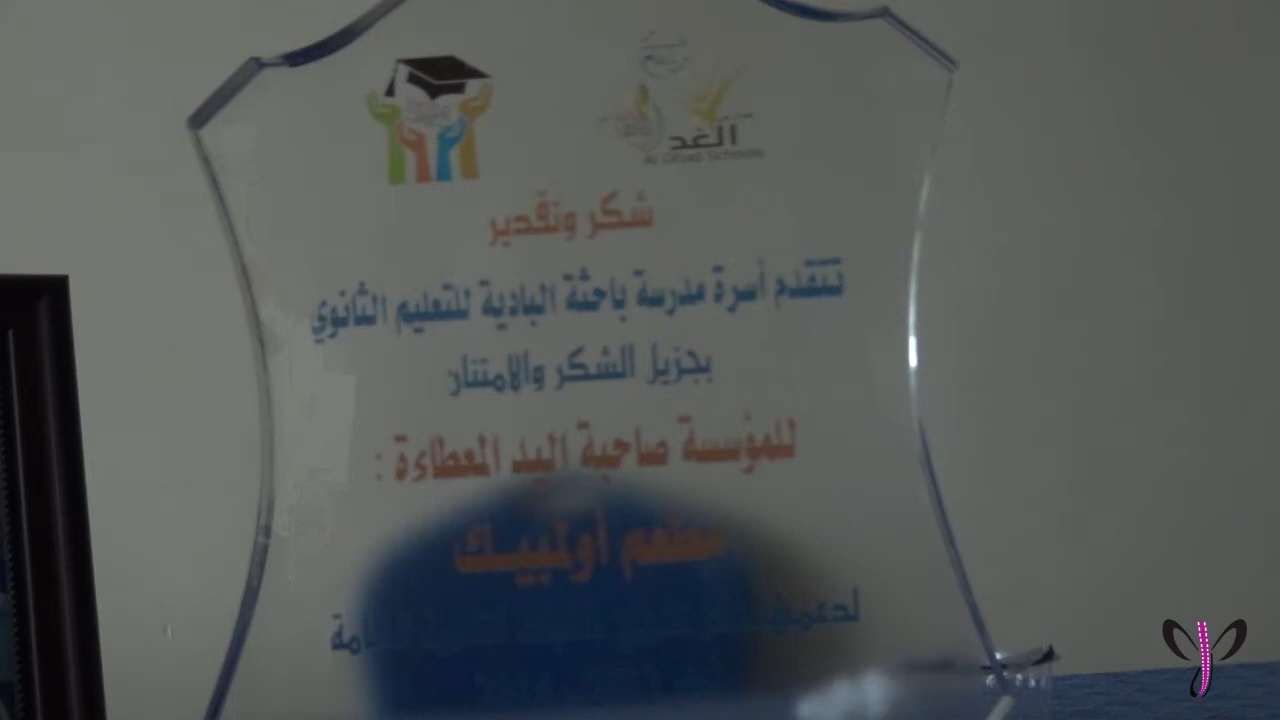 الغد
Al Ghad Schools
شكر وتقدير
تتقدم أسرة مدرسة باحثة البادية للتعليم الثانوي
بجزيل الشكر والامتنان
للمؤسسة صاحبة اليد المعطاءة :
مطعم أولمبيك